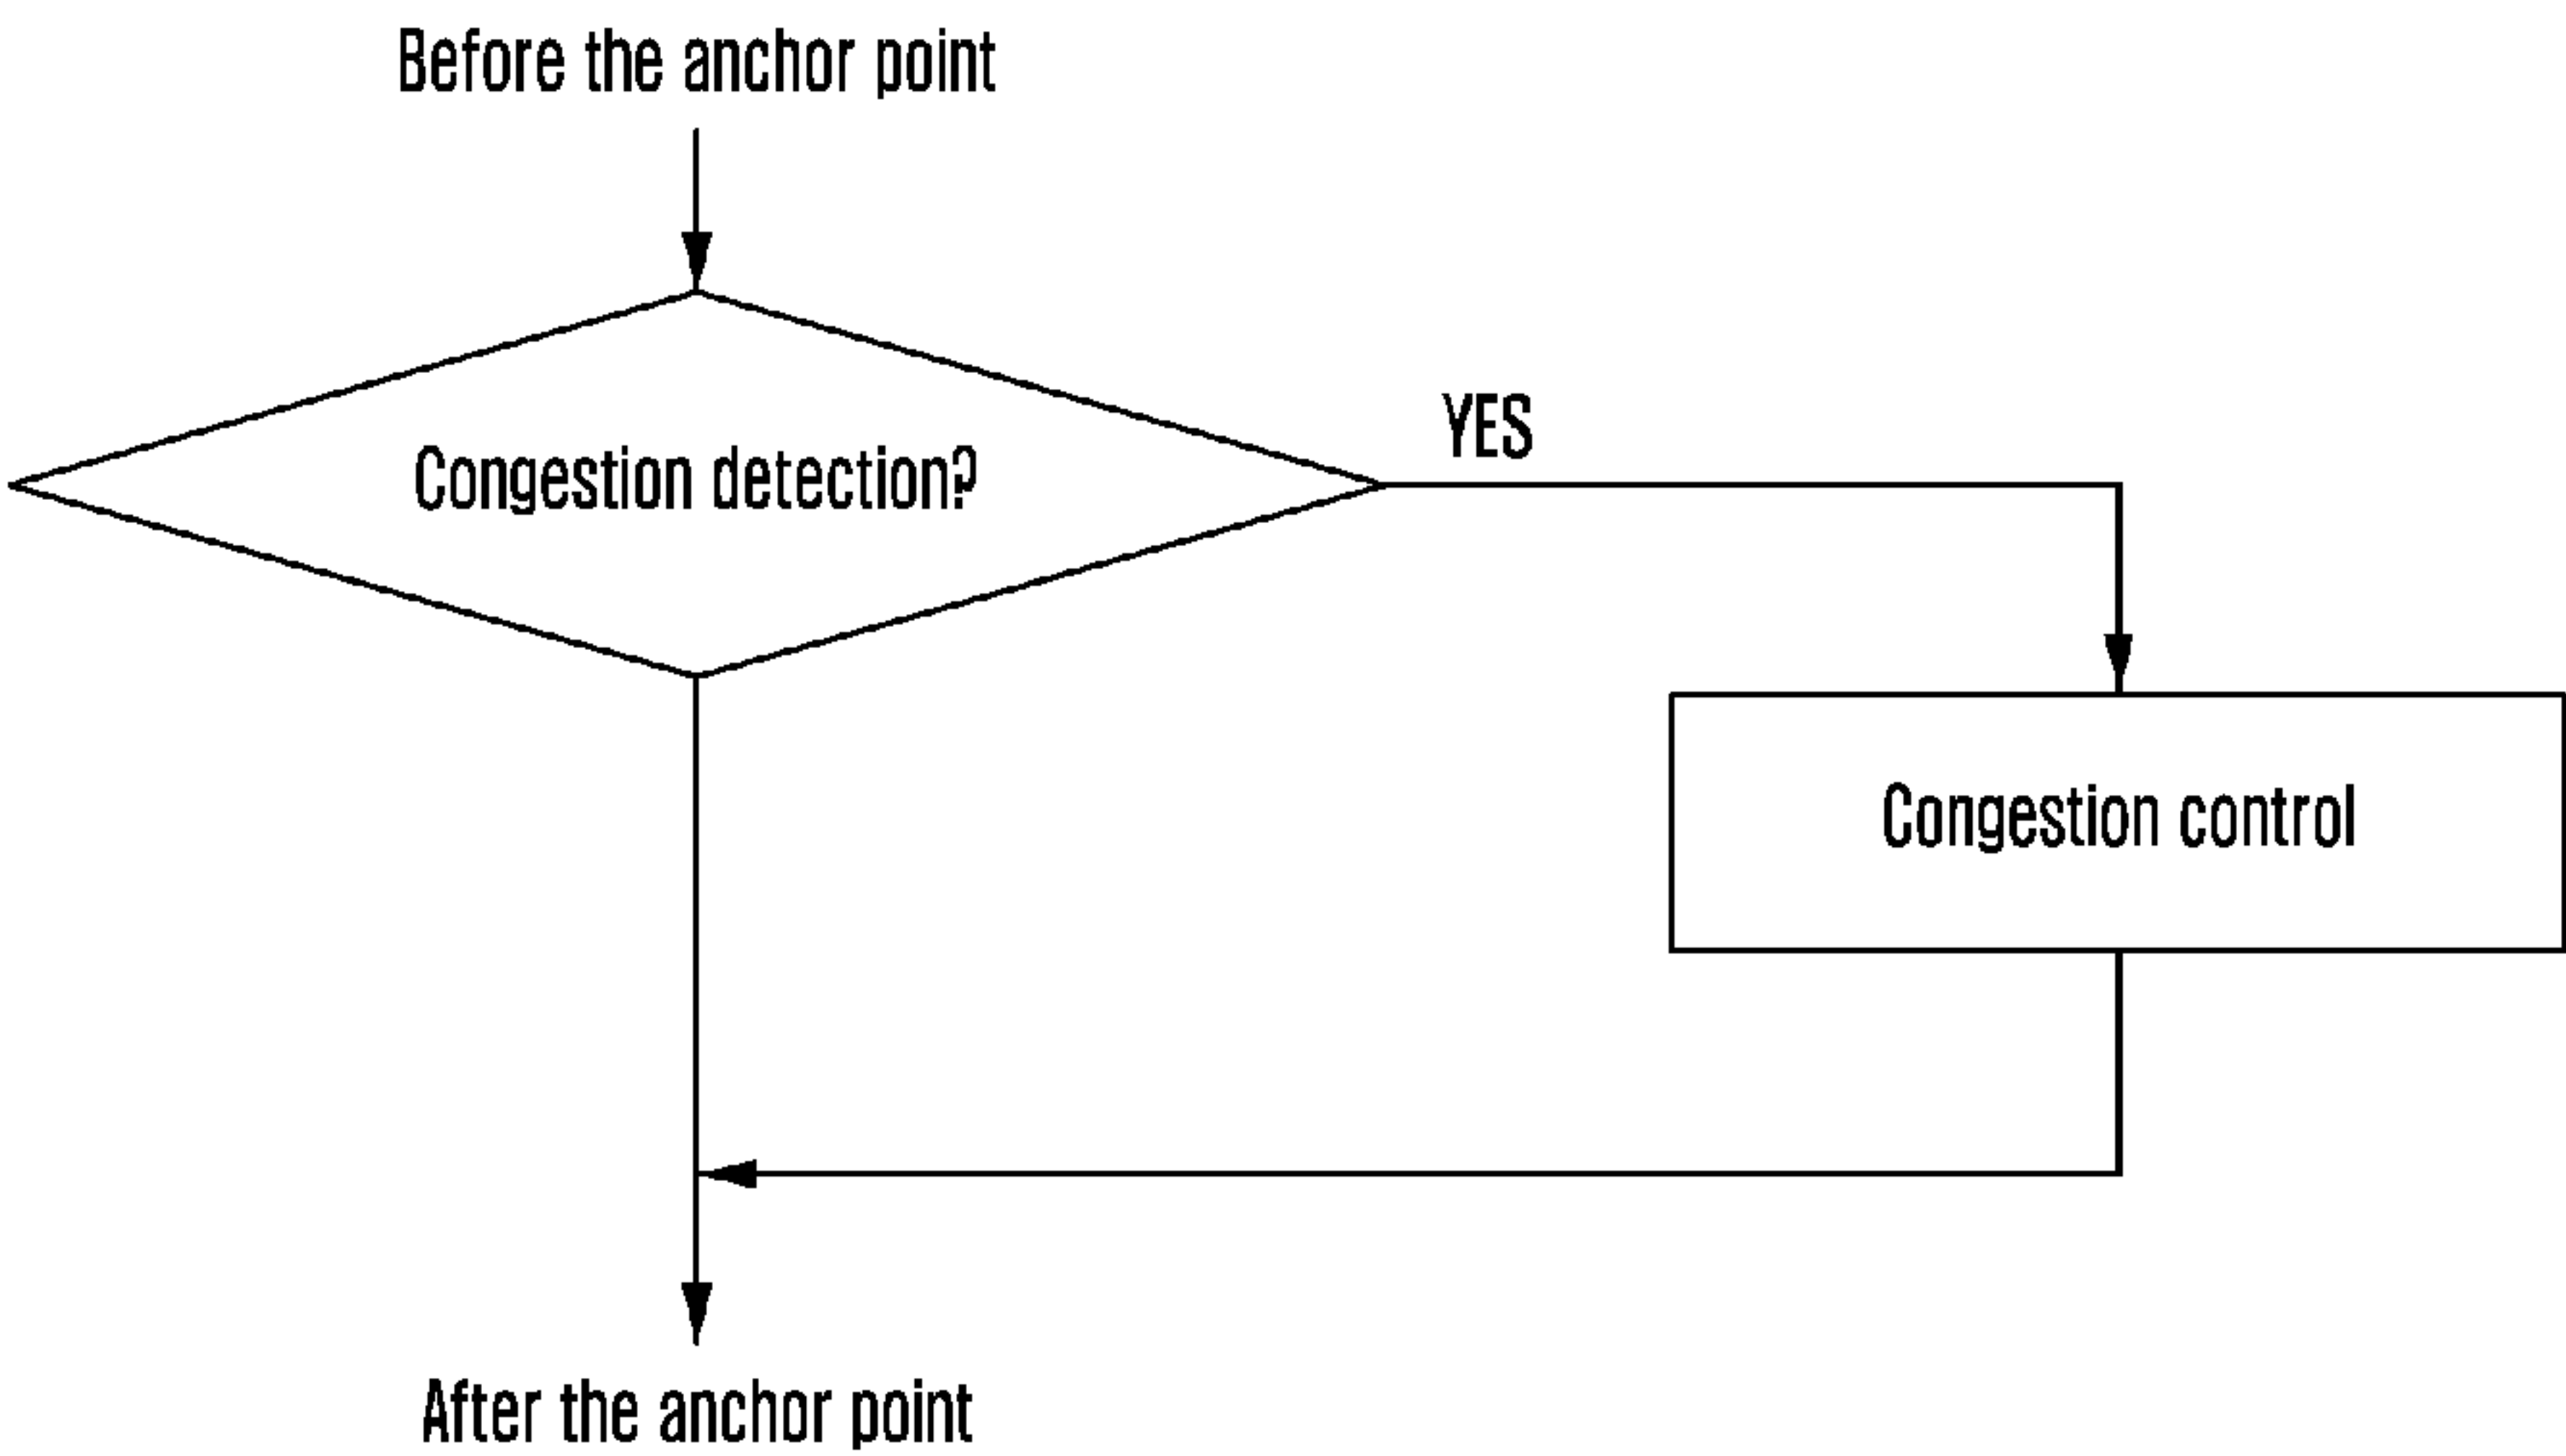 Before the anchor point
Congestion detection?
YES
Congestion control
After the anchor point